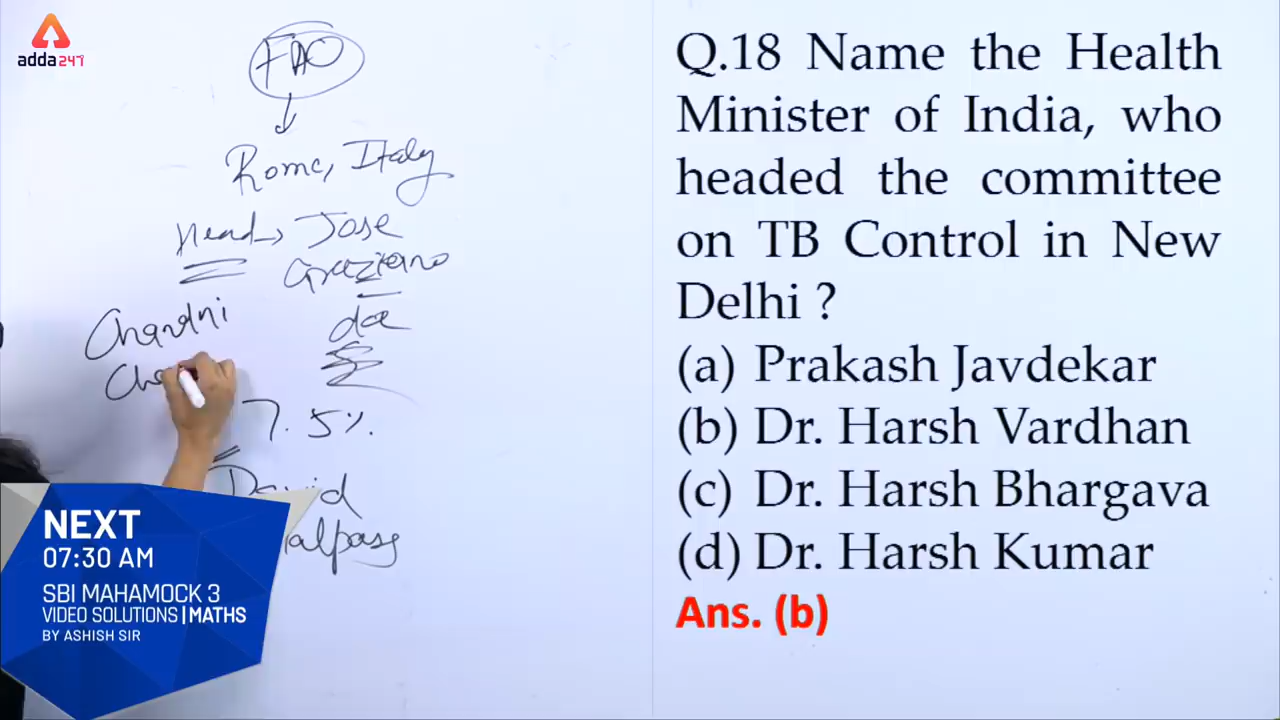 adda247
FAO
Rome, Italy
Head, Jose
Graziano
da
Chandni
7.5%.
David
Q.18 Name the Health
Minister of India, who
headed the committee
on TB Control in New
Delhi ?
(a) Prakash Javdekar
(b) Dr. Harsh Vardhan
(c) Dr. Harsh Bhargava
(d) Dr. Harsh Kumar
Ans. (b)
NEXT
07:30 AM
SBI MAHAMOCK 3
VIDEO SOLUTIONS | MATHS
BY ASHISH SIR